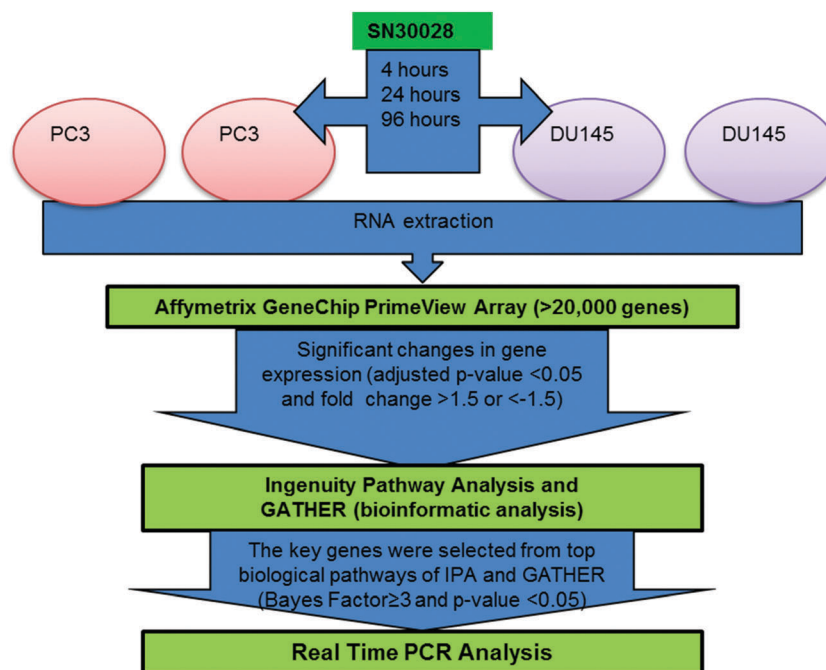 SN30028
4 hours
24 hours
96 hours
PC3
PC3
DU145
DU145
RNA extraction
Affymetrix GeneChip PrimeView Array (>20,000 genes)
Significant changes in gene
expression (adjusted p-value <0.05
and fold change >1.5 or <-1.5)
Ingenuity Pathway Analysis and
GATHER (bioinformatic analysis)
The key genes were selected from top
biological pathways of IPA and GATHER
(Bayes Factor≥3 and p-value <0.05)
Real Time PCR Analysis